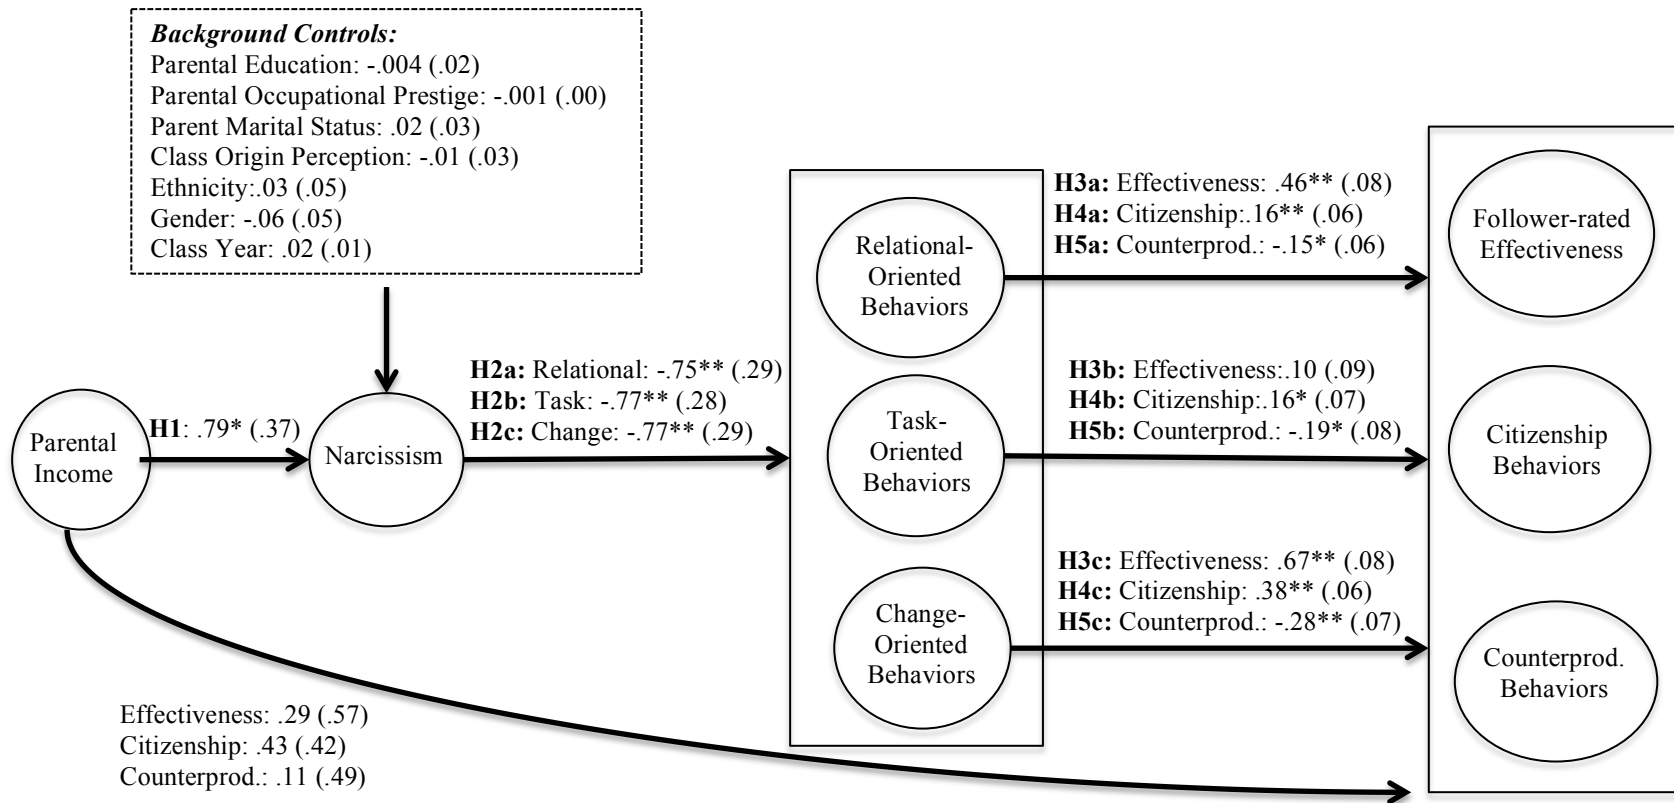 Background Controls:
Parental Education: -.004 (.02)
Parental Occupational Prestige: -.001 (.00)
Parent Marital Status: .02 (.03)
Class Origin Perception: -.01 (.03)
Ethnicity:.03 (.05)
Gender: -.06 (.05)
Class Year: .02 (.01)
Parental
Income
H1: .79* (.37)
Narcissism
H2a: Relational: -.75** (.29)
H2b: Task: -.77** (.28)
H2c: Change: -.77** (.29)
Relational-
Oriented
Behaviors
Task-
Oriented
Behaviors
Change-
Oriented
Behaviors
H3a: Effectiveness: .46** (.08)
H4a: Citizenship:.16** (.06)
H5a: Counterprod.: -.15* (.06)
H3b: Effectiveness:.10 (.09)
H4b: Citizenship:.16* (.07)
H5b: Counterprod.: -.19* (.08)
H3c: Effectiveness: .67** (.08)
H4c: Citizenship: .38** (.06)
H5c: Counterprod.: -.28** (.07)
Follower-rated
Effectiveness
Citizenship
Behaviors
Counterprod.
Behaviors
Effectiveness: .29 (.57)
Citizenship: .43 (.42)
Counterprod.: .11 (.49)